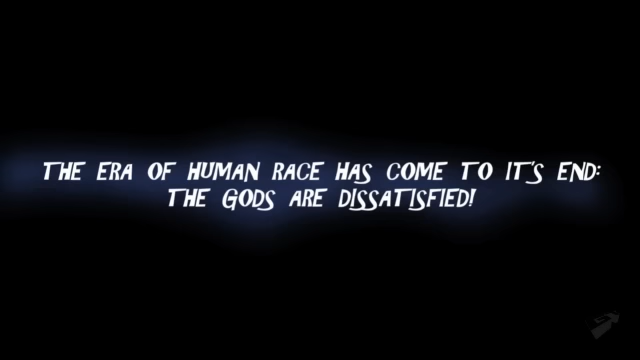 THE ERA OF HUMAN RACE HAS COME TO IT'S END:
THE GODS ARE DISSATISFIED!